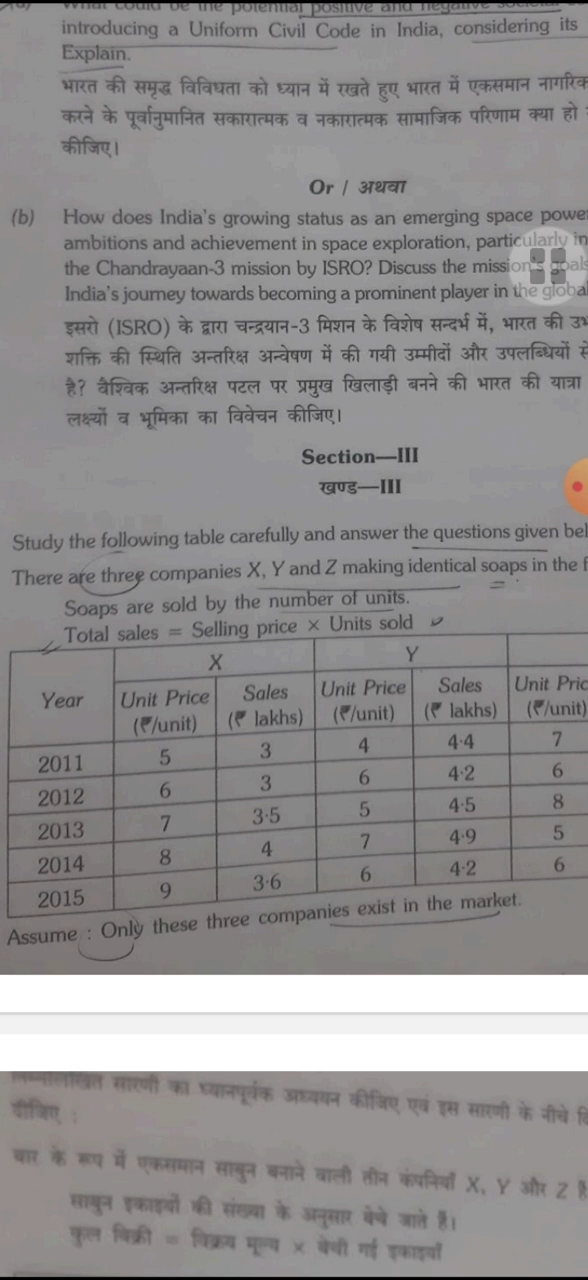 What could be the potential positive and negative
introducing a Uniform Civil Code in India, considering its
Explain.
भारत की समृद्ध विविधता को ध्यान में रखते हुए भारत में एकसमान नागरिक
करने के पूर्वानुमानित सकारात्मक व नकारात्मक सामाजिक परिणाम क्या हो
कीजिए।
Or / अथवा
(b) How does India's growing status as an emerging space power
ambitions and achievement in space exploration, particularly in
the Chandrayaan-3 mission by ISRO? Discuss the mission's goals
India's journey towards becoming a prominent player in the global
इसरो (ISRO) के द्वारा चन्द्रयान-3 मिशन के विशेष सन्दर्भ में, भारत की
शक्ति की स्थिति अन्तरिक्ष अन्वेषण में की गयी उम्मीदों और उपलब्धियों
है? वैश्विक अन्तरिक्ष पटल पर प्रमुख खिलाड़ी बनने की भारत की यात्रा
लक्ष्यों व भूमिका का विवेचन कीजिए।
Section—III
खण्ड—III
Study the following table carefully and answer the questions given
There are three companies X, Y and Z making identical soaps in the
Soaps are sold by the number of units.
Total sales = Selling price × Units sold
X Y
Year Unit Price (₹/unit) Sales (₹ lakhs) Unit Price (₹/unit) Sales (₹ lakhs) Unit (₹/unit)
2011 5 3 4 4·4 7
2012 6 3 6 4·2 6
2013 7 3·5 5 4·5 8
2014 8 4 7 4·9 5
2015 9 3·6 6 4·2 6
Assume : Only these three companies exist in the market.
निम्नलिखित सारणी का ध्यानपूर्वक अध्ययन कीजिए एवं इस सारणी के नीचे
दीजिए :
बार के रूप में एकसमान साबुन बनाने वाली तीन कंपनियाँ X, Y और Z
साबुन इकाइयों की संख्या के अनुसार बेचे जाते हैं।
कुल बिक्री = विक्रय मूल्य × बेची गई इकाइयाँ